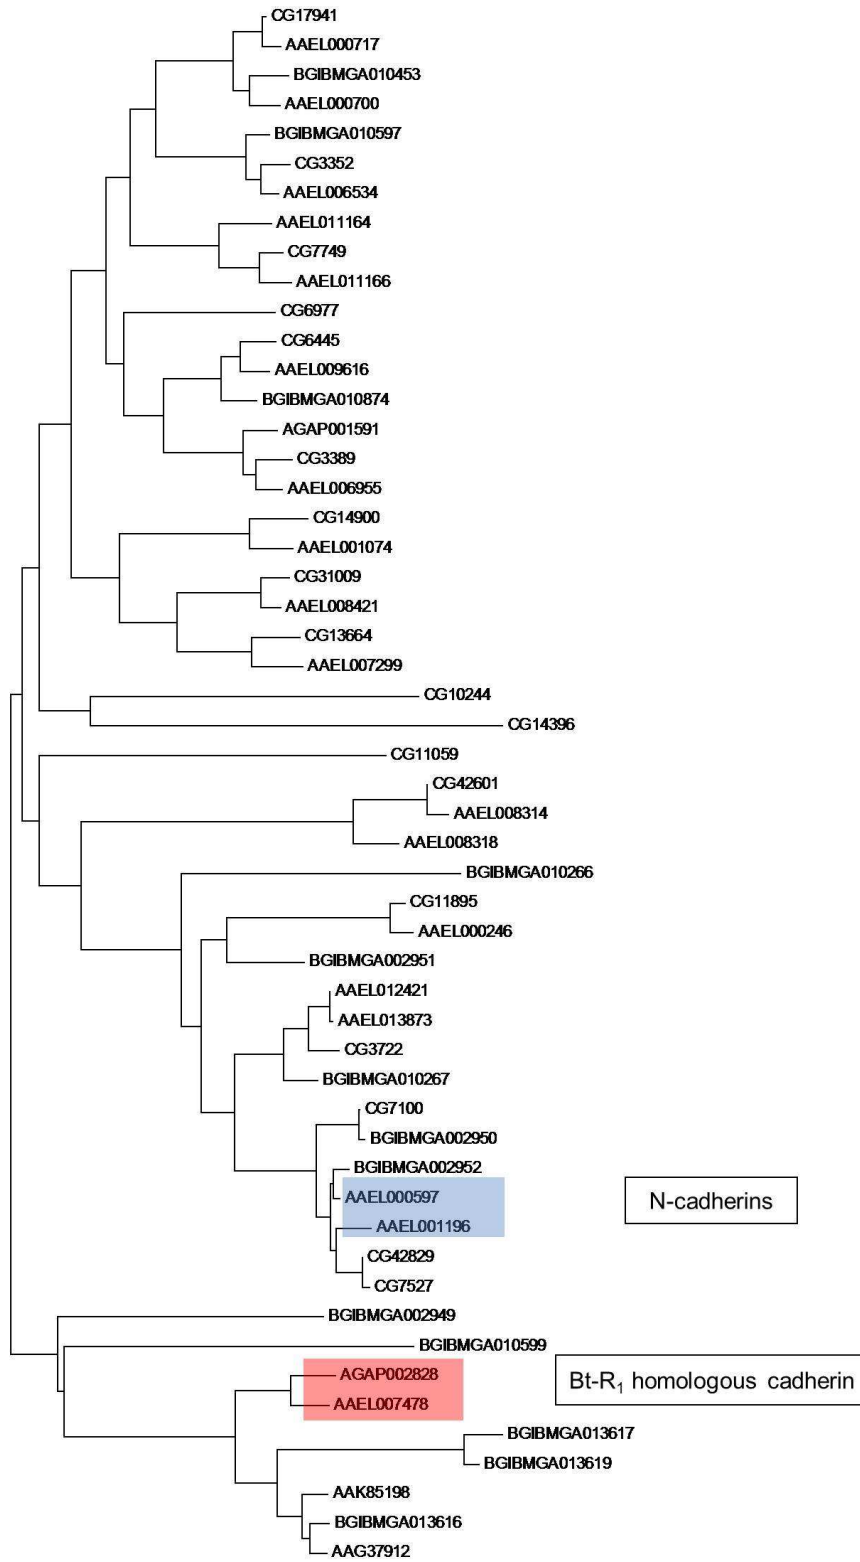 CG17941
AAEL000717
BGIBMGA010453
AAEL000700
BGIBMGA010597
CG3352
AAEL006534
AAEL011164
CG7749
AAEL011166
CG6977
CG6445
AAEL009616
BGIBMGA010874
AGAP001591
CG3389
AAEL006955
CG14900
AAEL001074
CG31009
AAEL008421
CG13664
AAEL007299
CG10244
CG14396
CG11059
CG42601
AAEL008314
AAEL008318
BGIBMGA010266
CG11895
AAEL000246
BGIBMGA002951
AAEL012421
AAEL013873
CG3722
BGIBMGA010267
CG7100
BGIBMGA002950
BGIBMGA002952
AAEL000597
N-cadherins
AAEL001196
CG42829
CG7527
BGIBMGA002949
BGIBMGA010599
AGAP002828
Bt-R₁ homologous cadherin
AAEL007478
BGIBMGA013617
BGIBMGA013619
AAK85198
BGIBMGA013616
AAG37912